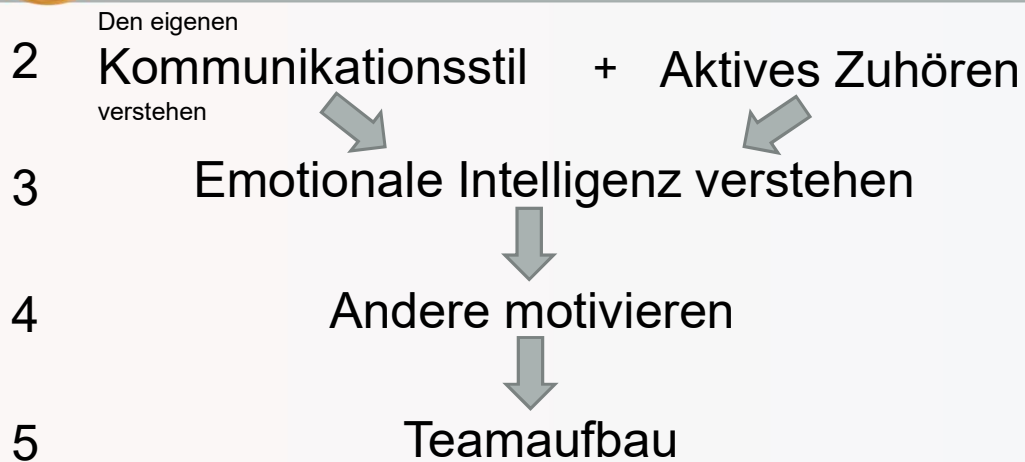 Den eigenen
2 Kommunikationsstil + Aktives Zuhören
verstehen
3 Emotionale Intelligenz verstehen
4 Andere motivieren
5 Teamaufbau